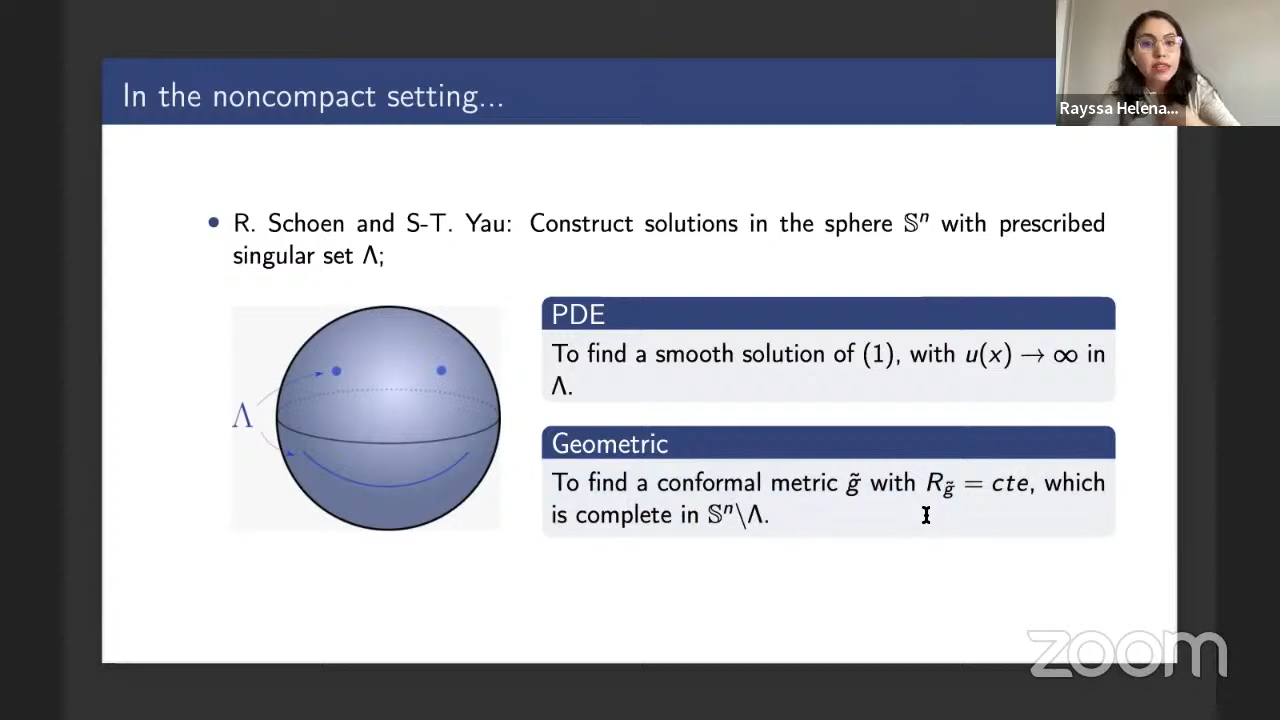 In the noncompact setting...
Rayssa Helena...
• R. Schoen and S-T. Yau: Construct solutions in the sphere 𝕊ⁿ with prescribed
singular set Λ;
Λ
PDE
To find a smooth solution of (1), with u(x) → ∞ in
Λ.
Geometric
To find a conformal metric g̃ with R_g̃ = cte, which
is complete in 𝕊ⁿ\Λ.
zoom